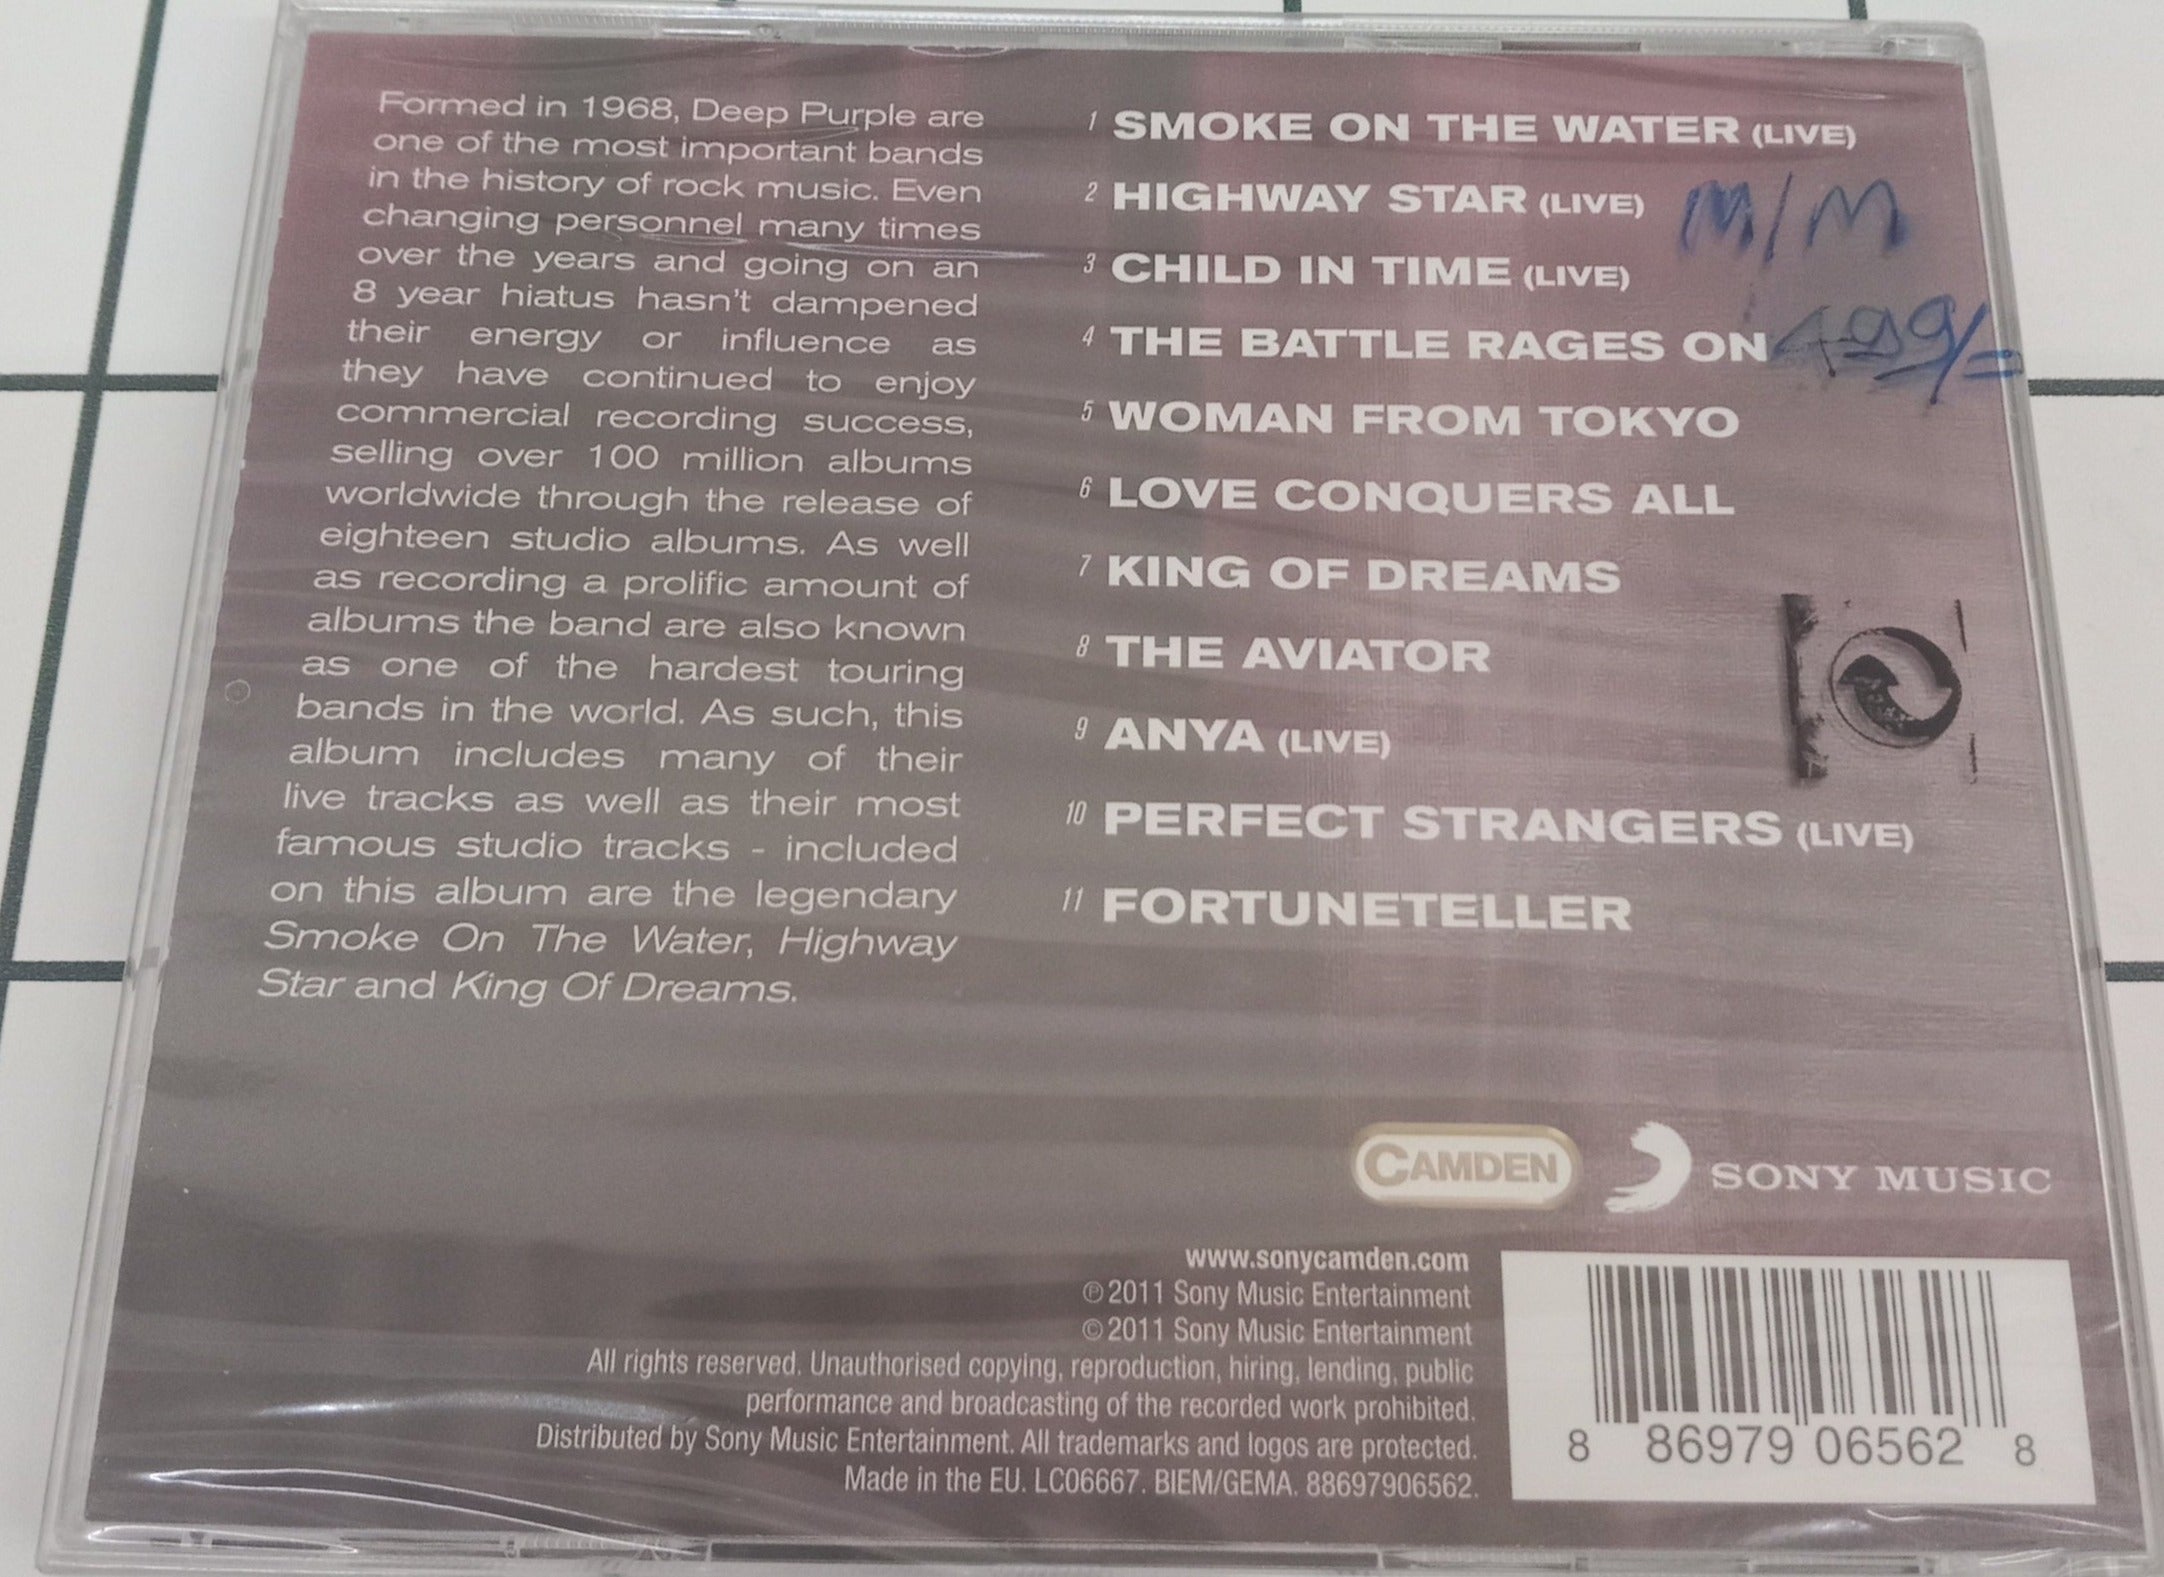 Formed in 1968, Deep Purple are
one of the most important bands
in the history of rock music. Even
changing personnel many times
over the years and going on an
8 year hiatus hasn't dampened
their energy or influence as
they have continued to enjoy
commercial recording success,
selling over 100 million albums
worldwide through the release of
eighteen studio albums. As well
as recording a prolific amount of
albums the band are also known
as one of the hardest touring
bands in the world. As such, this
album includes many of their
live tracks as well as their most
famous studio tracks - included
on this album are the legendary
Smoke On The Water, Highway
Star and King Of Dreams.
1 SMOKE ON THE WATER (LIVE)
2 HIGHWAY STAR (LIVE)
3 CHILD IN TIME (LIVE)
4 THE BATTLE RAGES ON
5 WOMAN FROM TOKYO
6 LOVE CONQUERS ALL
7 KING OF DREAMS
8 THE AVIATOR
9 ANYA (LIVE)
10 PERFECT STRANGERS (LIVE)
11 FORTUNETELLER
M/M
499/=
CAMDEN
SONY MUSIC
www.sonycamden.com
℗ 2011 Sony Music Entertainment
© 2011 Sony Music Entertainment
All rights reserved. Unauthorised copying, reproduction, hiring, lending, public
performance and broadcasting of the recorded work prohibited.
Distributed by Sony Music Entertainment. All trademarks and logos are protected.
Made in the EU. LC06667. BIEM/GEMA. 88697906562.
8 86979 06562 8